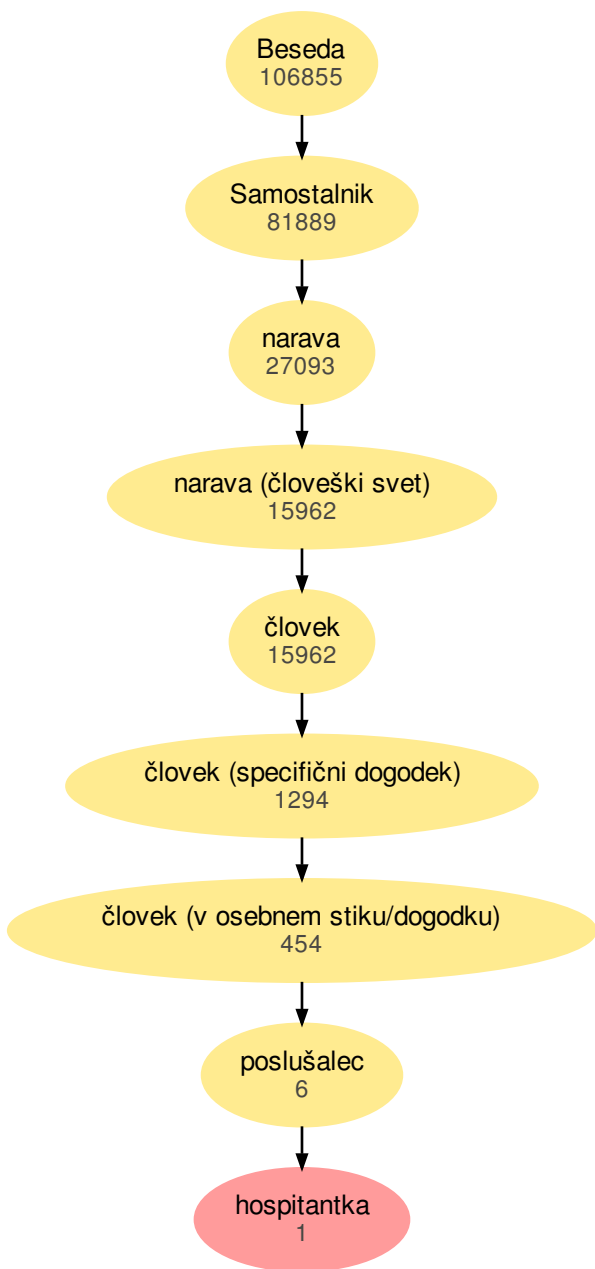 Beseda
106855
Samostalnik
81889
narava
27093
narava (človeški svet)
15962
človek
15962
človek (specifični dogodek)
1294
človek (v osebnem stiku/dogodku)
454
poslušalec
6
hospitantka
1